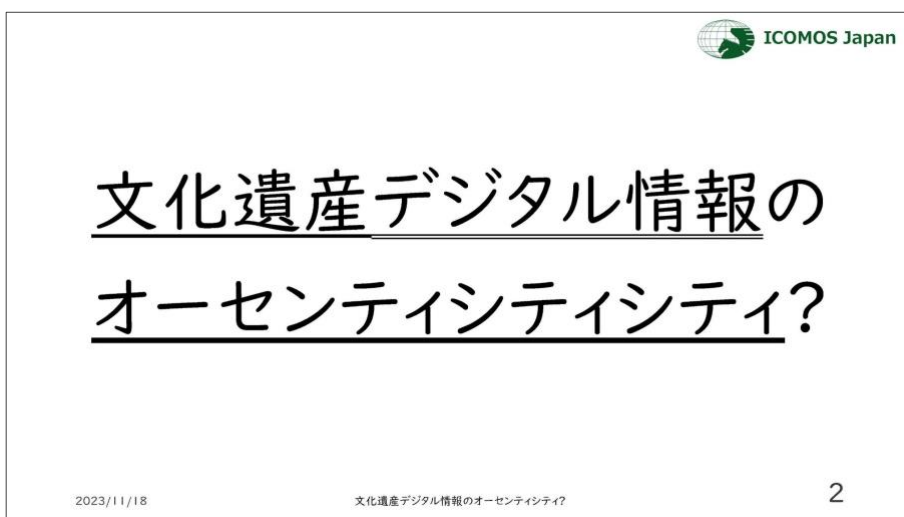 ICOMOS Japan
文化遺産デジタル情報の
オーセンティシティシティ?
2023/11/18
文化遺産デジタル情報のオーセンティシティ?
2